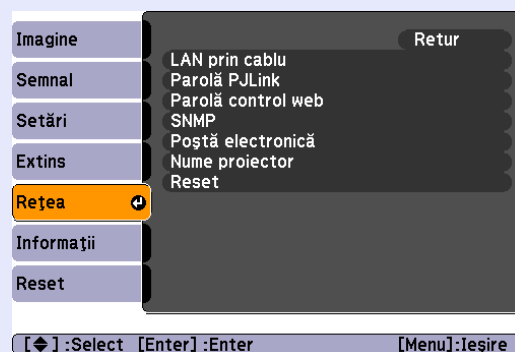 Imagine
Semnal
Setări
Extins
Reţea
Informaţii
Reset
Retur
LAN prin cablu
Parolă PJLink
Parolă control web
SNMP
Poştă electronică
Nume proiector
Reset
[◆] :Select [Enter] :Enter [Menu]:Ieşire